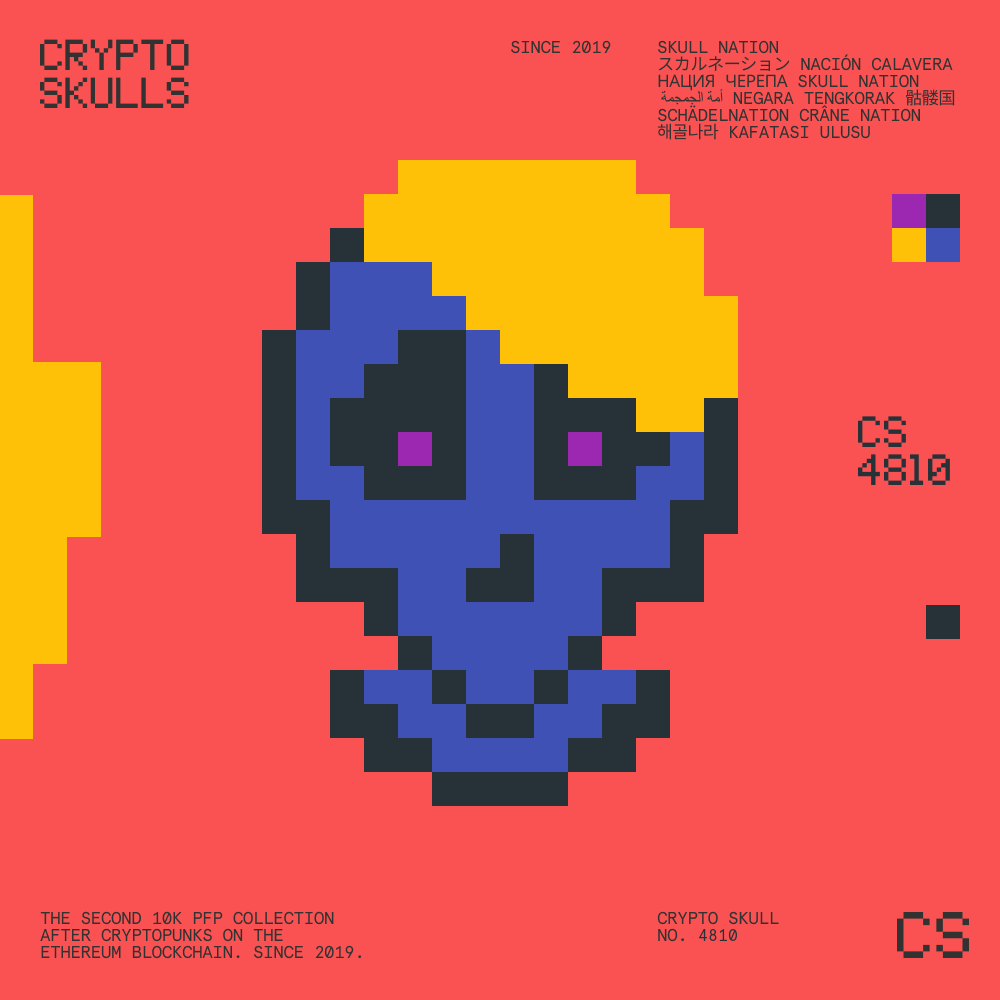 CRYPTO
SKULLS
SINCE 2019
SKULL NATION
スカルネーション NACIÓN CALAVERA
НАЦИЯ ЧЕРЕПА SKULL NATION
أمة الجمجمة NEGARA TENGKORAK 骷髅国
SCHÄDELNATION CRÂNE NATION
해골나라 KAFATASI ULUSU
CS
4810
THE SECOND 10K PFP COLLECTION
AFTER CRYPTOPUNKS ON THE
ETHEREUM BLOCKCHAIN. SINCE 2019.
CRYPTO SKULL
NO. 4810
CS